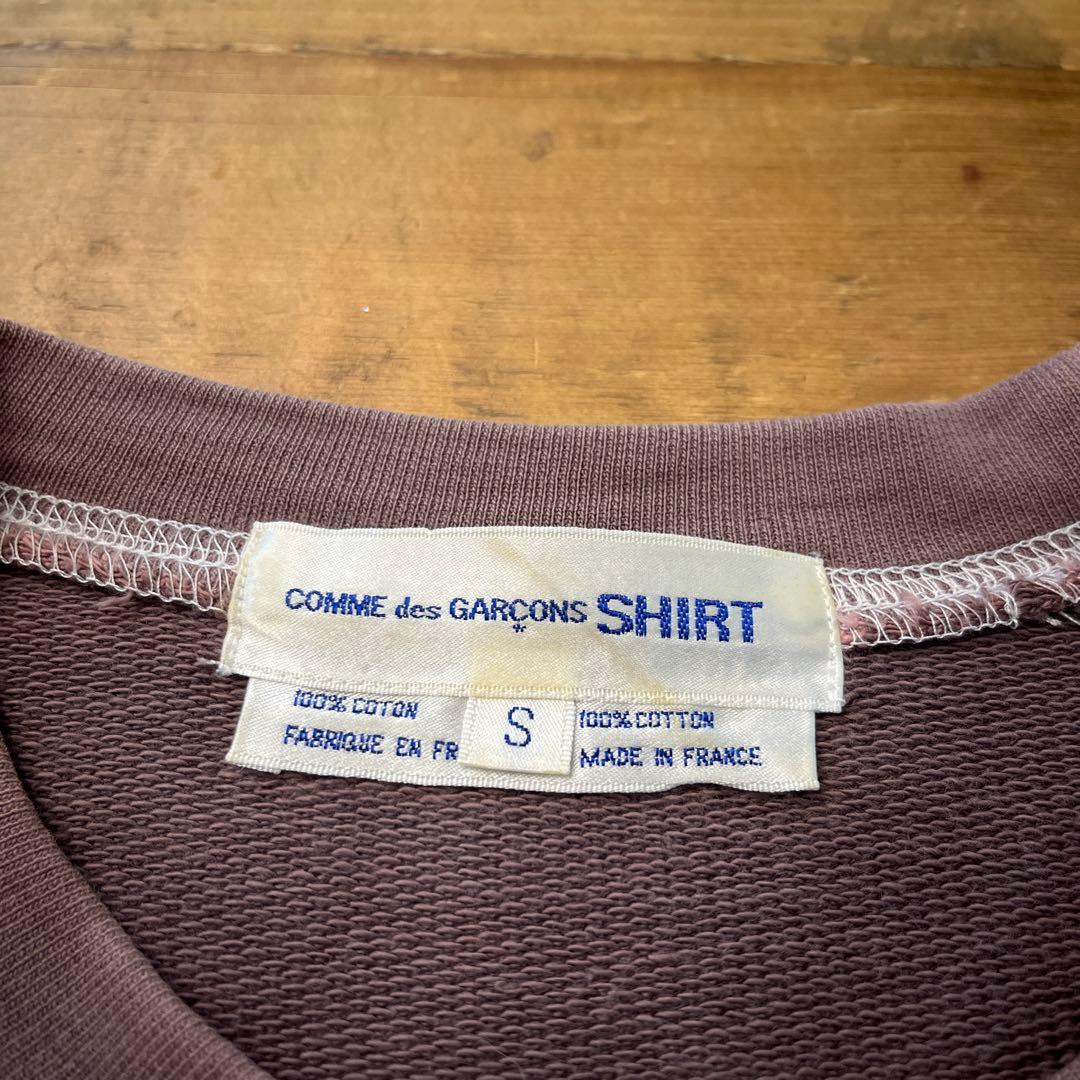 COMME des GARÇONS SHIRT
*
100% COTON
FABRIQUE EN FR
S
100% COTTON
MADE IN FRANCE